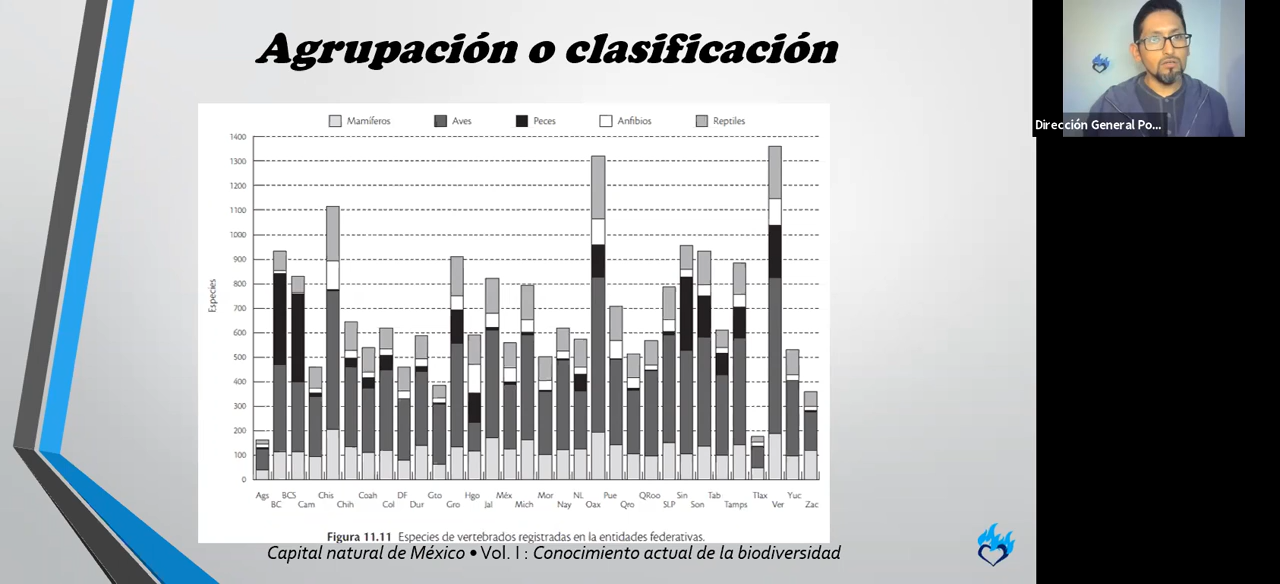 Agrupación o clasificación
Dirección General Po...
Mamíferos Aves Peces Anfibios Reptiles
1400
1300
1200
1100
1000
900
800
700
600
500
400
300
200
100
0
Especies
Ags BCS Chis Coah DF Gto Hgo Méx Mor NL Pue QRoo Sin Tab Tlax Yuc
BC Cam Chih Col Dur Gro Jal Mich Nay Oax Qro SLP Son Tamps Ver Zac
Figura 11.11 Especies de vertebrados registradas en la entidades federativas.
Capital natural de México • Vol. I : Conocimiento actual de la biodiversidad